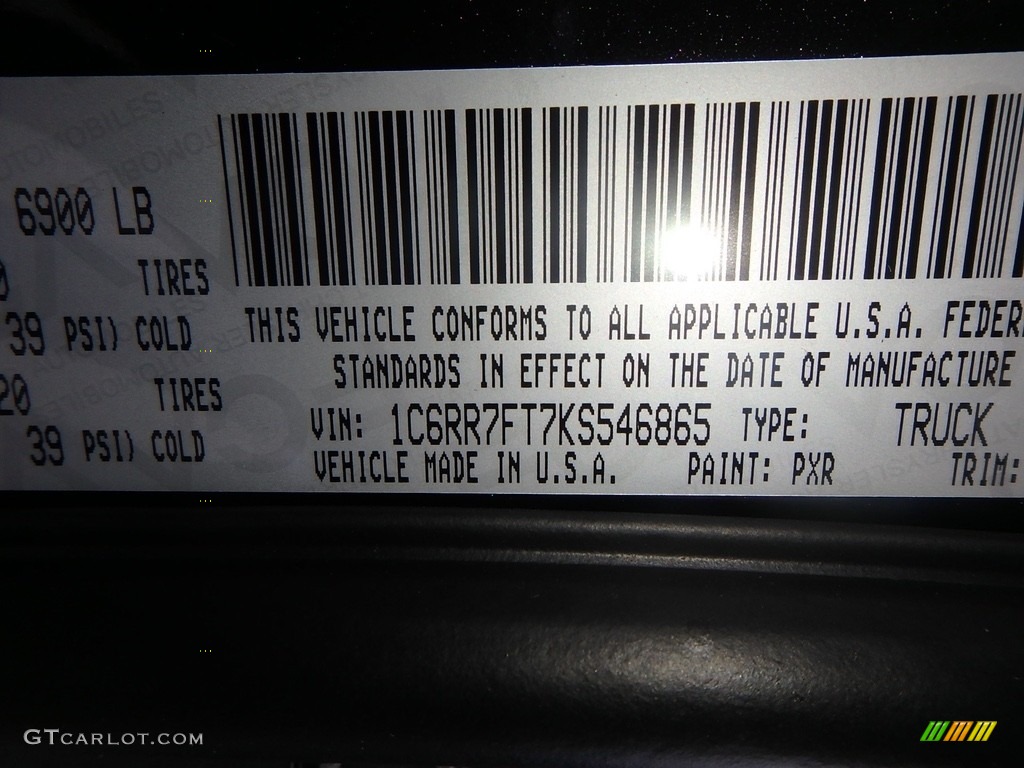 6900 LB
TIRES
39 PSI) COLD
20 TIRES
39 PSI) COLD
THIS VEHICLE CONFORMS TO ALL APPLICABLE U.S.A. FEDER
STANDARDS IN EFFECT ON THE DATE OF MANUFACTURE
VIN: 1C6RR7FT7KS546865 TYPE: TRUCK
VEHICLE MADE IN U.S.A. PAINT: PXR TRIM:
GTCARLOT.COM